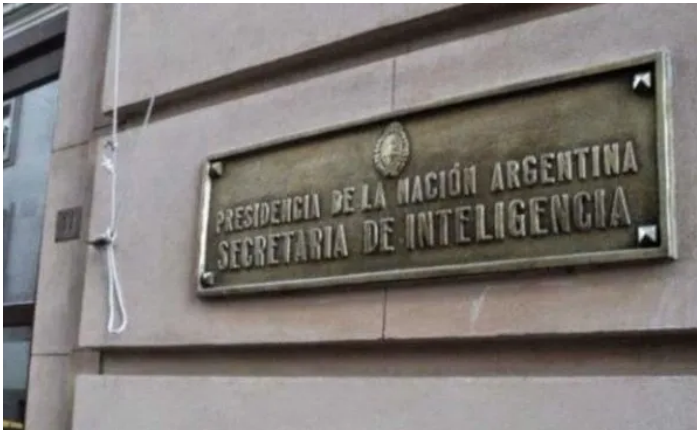 PRESIDENCIA DE LA NACIÓN ARGENTINA
SECRETARIA DE INTELIGENCIA